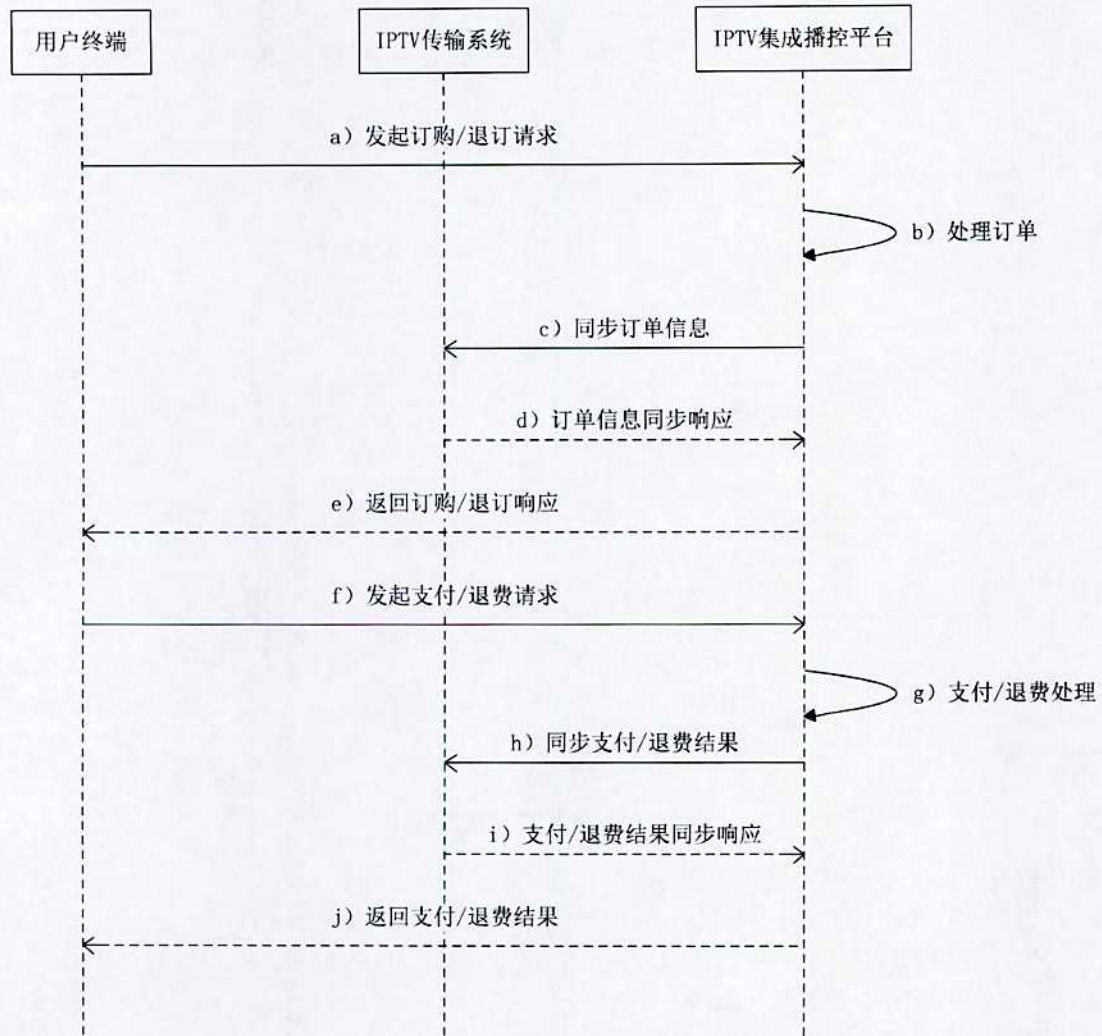 用户终端
IPTV传输系统
IPTV集成播控平台
a）发起订购/退订请求
b）处理订单
c）同步订单信息
d）订单信息同步响应
e）返回订购/退订响应
f）发起支付/退费请求
g）支付/退费处理
h）同步支付/退费结果
i）支付/退费结果同步响应
j）返回支付/退费结果